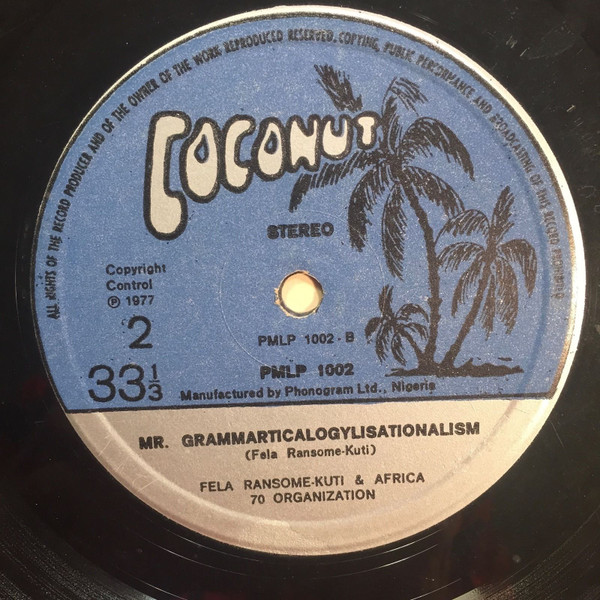 ALL RIGHTS OF THE RECORD PRODUCER AND OF THE OWNER OF THE WORK REPRODUCED RESERVED. COPYING, PUBLIC PERFORMANCE AND BROADCASTING OF THIS RECORD PROHIBITED
COCONUT
STEREO
Copyright
Control
℗ 1977
2
PMLP 1002 - B
33⅓
PMLP 1002
Manufactured by Phonogram Ltd., Nigeria
MR. GRAMMARTICALOGYLISATIONALISM
(Fela Ransome-Kuti)
FELA RANSOME-KUTI & AFRICA
70 ORGANIZATION